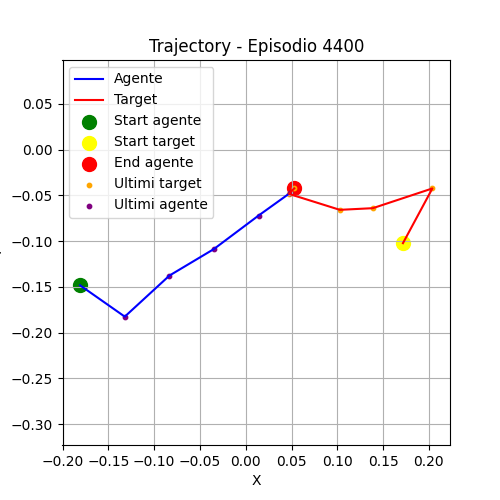 Trajectory - Episodio 4400
Agente
Target
Start agente
Start target
End agente
Ultimi target
Ultimi agente
0.05
0.00
−0.05
−0.10
−0.15
−0.20
−0.25
−0.30
−0.20 −0.15 −0.10 −0.05 0.00 0.05 0.10 0.15 0.20
X